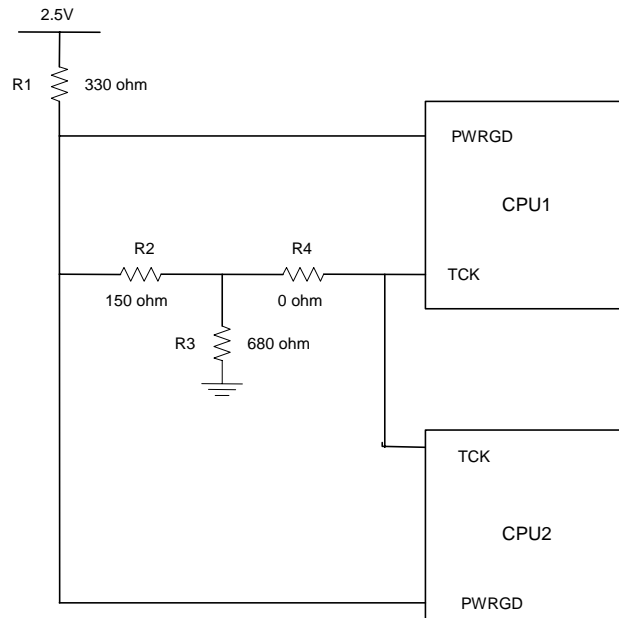 2.5V
R1 330 ohm
PWRGD
CPU1
R2 R4
TCK
150 ohm 0 ohm
R3 680 ohm
TCK
CPU2
PWRGD